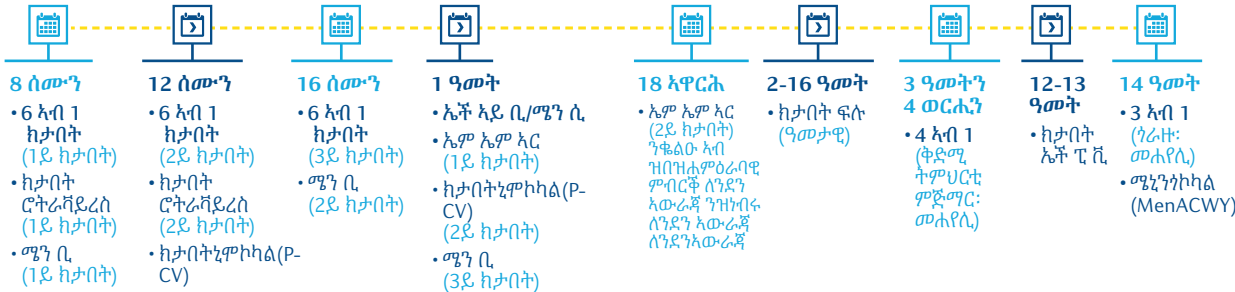 8 ሰሙን
• 6 ኣብ 1
ክታበት
(1ይ ክታበት)
• ክታበት
ሮትራቫይረስ
(1ይ ክታበት)
• ሜን ቢ
(1ይ ክታበት)
12 ሰሙን
• 6 ኣብ 1
ክታበት
(2ይ ክታበት)
• ክታበት
ሮትራቫይረስ
(2ይ ክታበት)
• ክታበትኒሞኮካል(P-
CV)
16 ሰሙን
• 6 ኣብ 1
ክታበት
(3ይ ክታበት)
• ሜን ቢ
(2ይ ክታበት)
1 ዓመት
• ኤች ኣይ ቢ/ሜን ሲ
• ኤም ኤም ኣር
(1ይ ክታበት)
• ክታበትኒሞኮካል(P-
CV)
(2ይ ክታበት)
• ሜን ቢ
(3ይ ክታበት)
18 ኣዋርሕ
• ኤም ኤም ኣር
(2ይ ክታበት)
ንቘልዑ ኣብ
ዝበዝሐምዕራባዊ
ምብርቕ ለንደን
ኣውራጃ ንዝነብሩ
ለንደን ኣውራጃ
ለንደንኣውራጃ
2-16 ዓመት
• ክታበት ፍሉ
(ዓመታዊ)
3 ዓመትን
4 ወርሒን
• 4 ኣብ 1
(ቅድሚ
ትምህርቲ
ምጅማር፡
መሐየሲ)
12-13
ዓመት
• ክታበት
ኤች ፒ ቪ
14 ዓመት
• 3 ኣብ 1
(ጎራዙ፡
መሐየሲ)
• ሜኒንጎኮካል
(MenACWY)